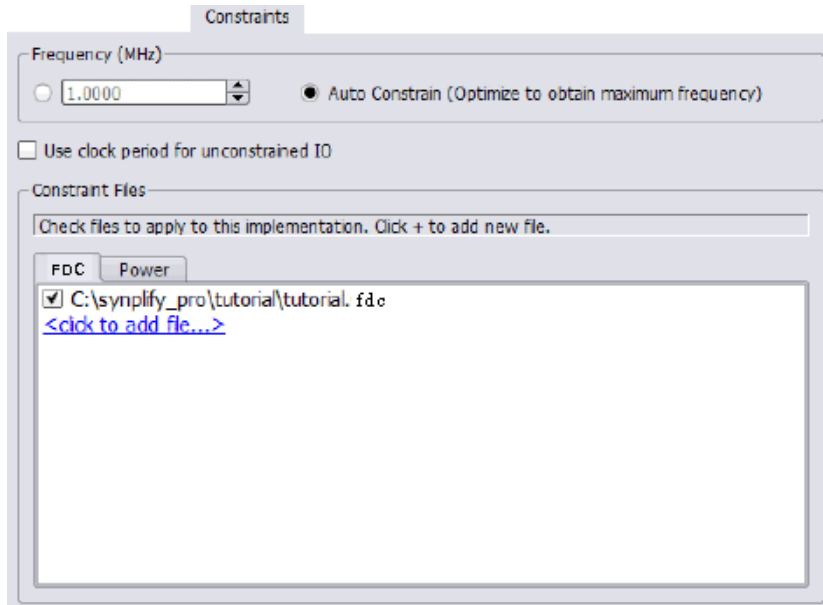 Constraints
Frequency (MHz)
1.0000
Auto Constrain (Optimize to obtain maximum frequency)
Use clock period for unconstrained IO
Constraint Files
Check files to apply to this implementation. Click + to add new file.
FDC Power
C:\synplify_pro\tutorial\tutorial. fdc
<click to add file...>